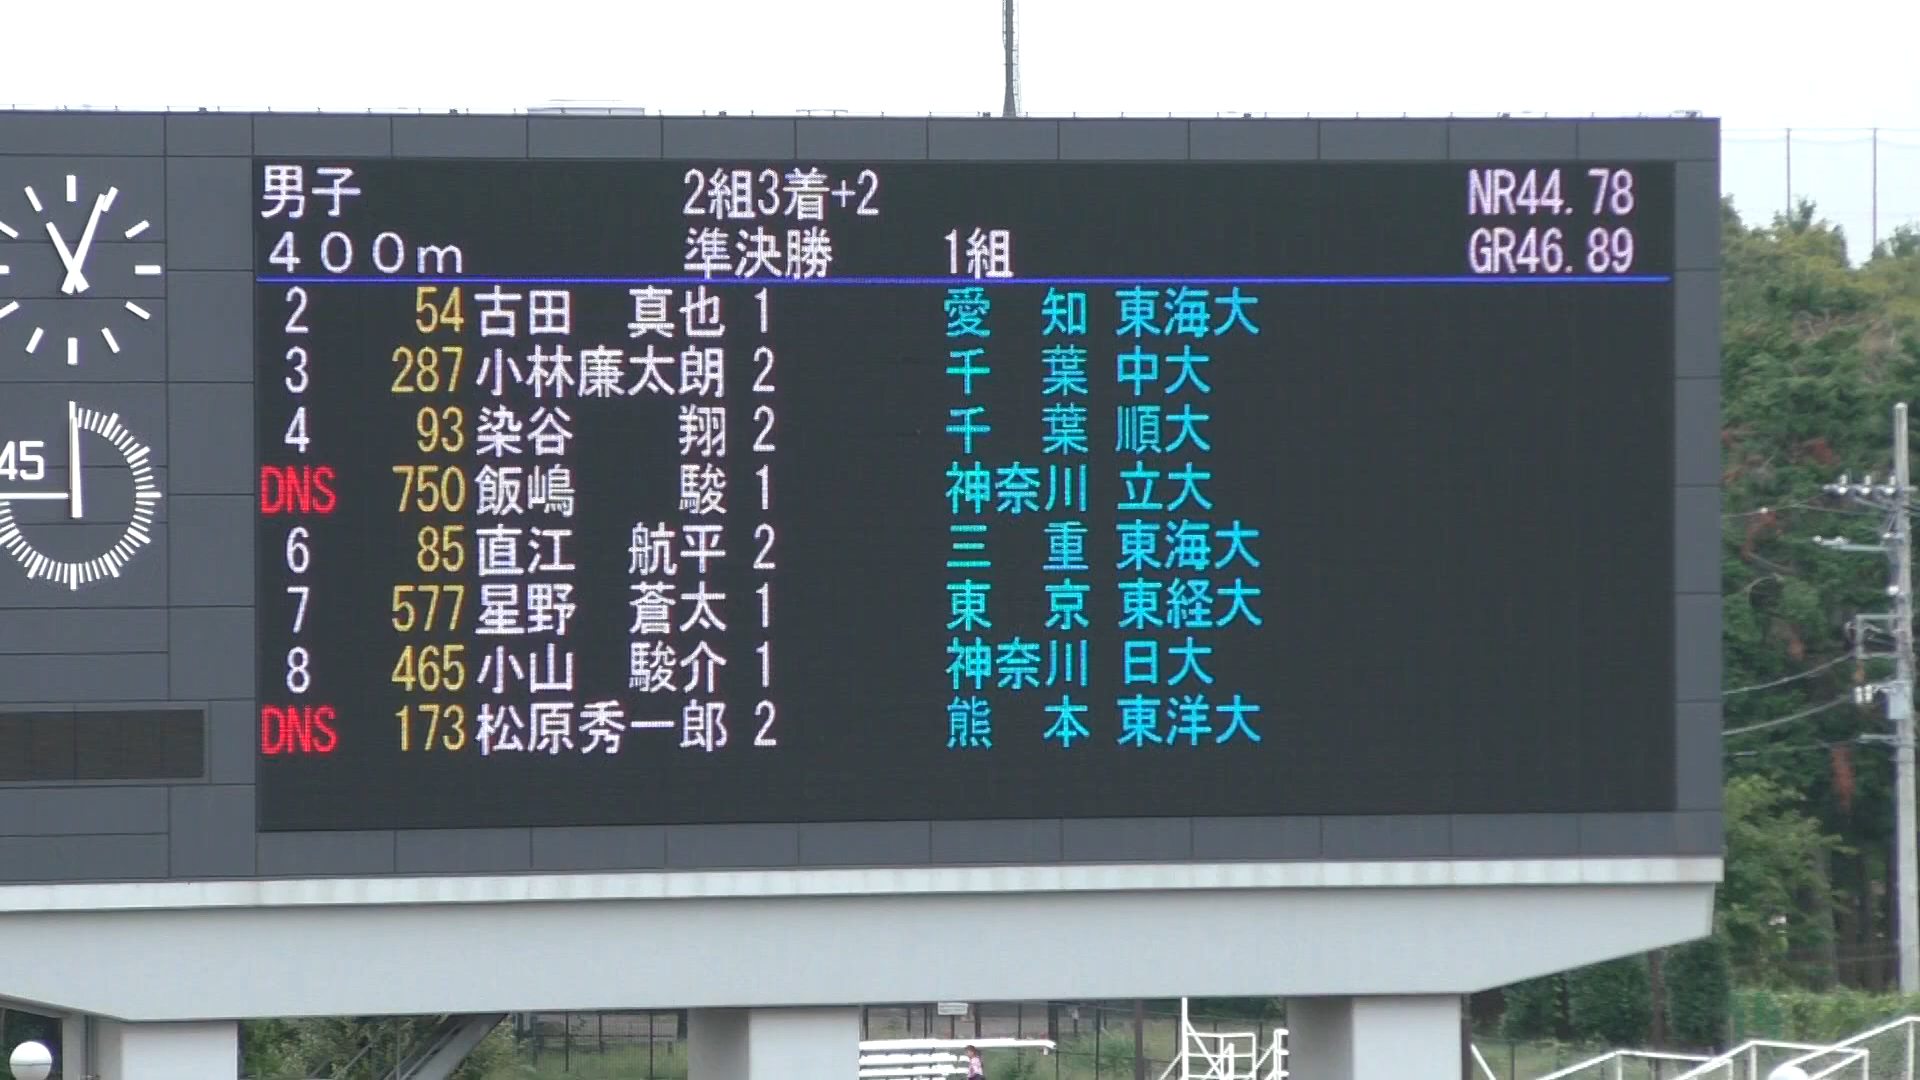 男子 2組3着+2 NR44.78
400m 準決勝 1組 GR46.89
2 54 古田 真也 1 愛 知 東海大
3 287 小林廉太朗 2 千 葉 中大
4 93 染谷 翔 2 千 葉 順大
DNS 750 飯嶋 駿 1 神奈川 立大
6 85 直江 航平 2 三 重 東海大
7 577 星野 蒼太 1 東 京 東経大
8 465 小山 駿介 1 神奈川 日大
DNS 173 松原秀一郎 2 熊 本 東洋大
45